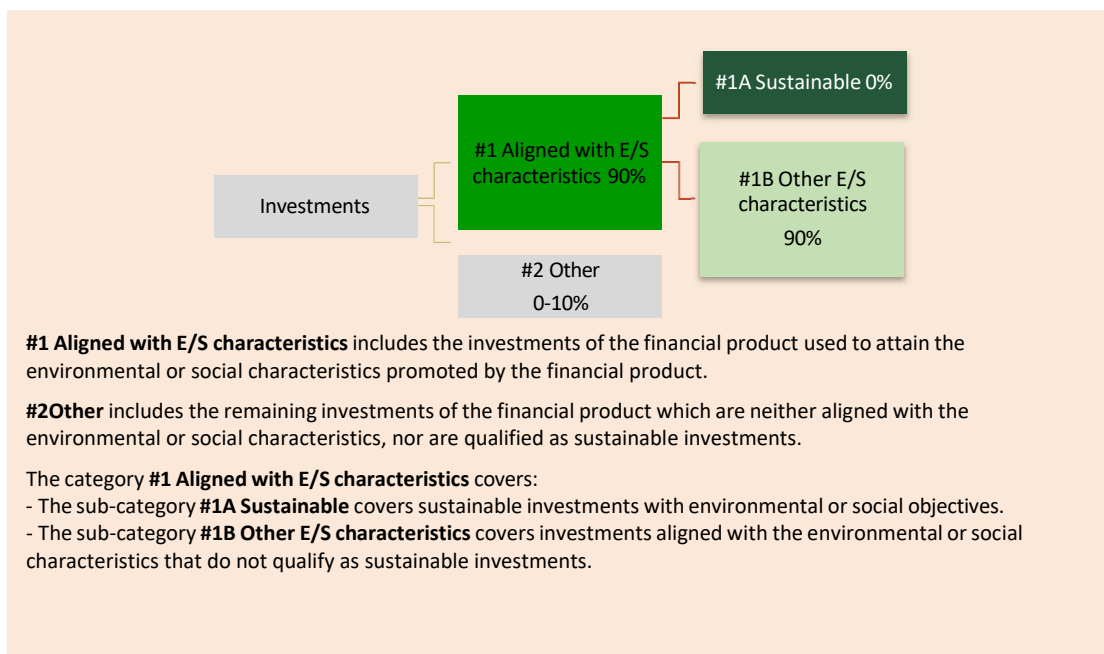 #1A Sustainable 0%
#1 Aligned with E/S
characteristics 90%
#1B Other E/S
characteristics
90%
Investments
#2 Other
0-10%
#1 Aligned with E/S characteristics includes the investments of the financial product used to attain the
environmental or social characteristics promoted by the financial product.
#2Other includes the remaining investments of the financial product which are neither aligned with the
environmental or social characteristics, nor are qualified as sustainable investments.
The category #1 Aligned with E/S characteristics covers:
- The sub-category #1A Sustainable covers sustainable investments with environmental or social objectives.
- The sub-category #1B Other E/S characteristics covers investments aligned with the environmental or social
characteristics that do not qualify as sustainable investments.